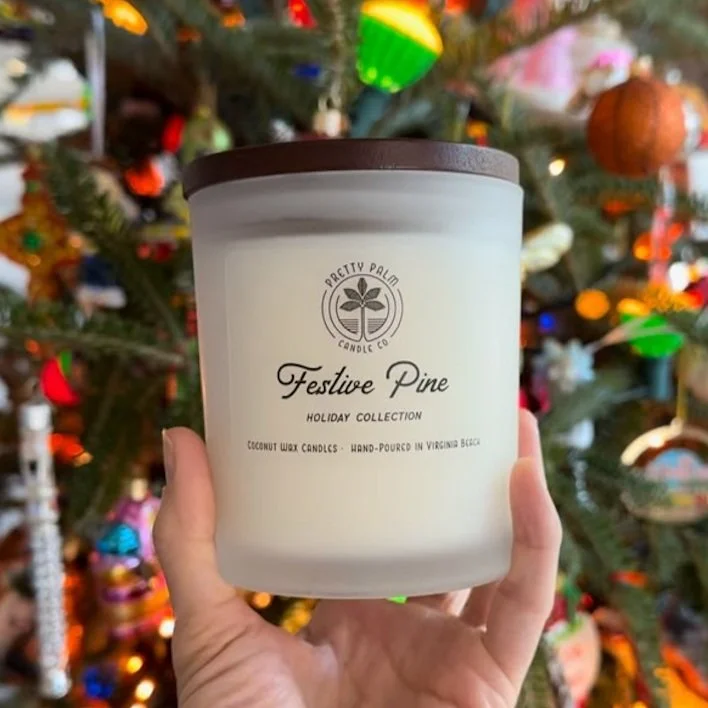 PRETTY PALM
CANDLE CO
Festive Pine
HOLIDAY COLLECTION
COCONUT WAX CANDLES · HAND-POURED IN VIRGINIA BEACH